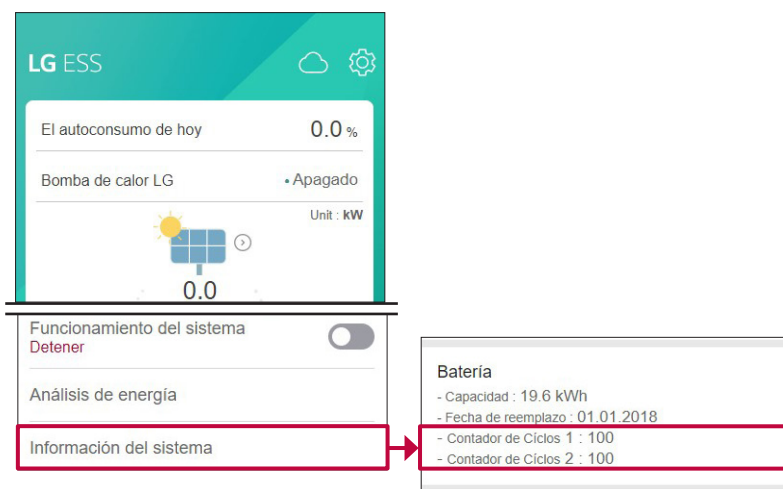 LG ESS
El autoconsumo de hoy 0.0 %
Bomba de calor LG • Apagado
Unit : kW
0.0
Funcionamiento del sistema
Detener
Análisis de energía
Información del sistema
Batería
- Capacidad : 19.6 kWh
- Fecha de reemplazo : 01.01.2018
- Contador de Cíclos 1 : 100
- Contador de Cíclos 2 : 100